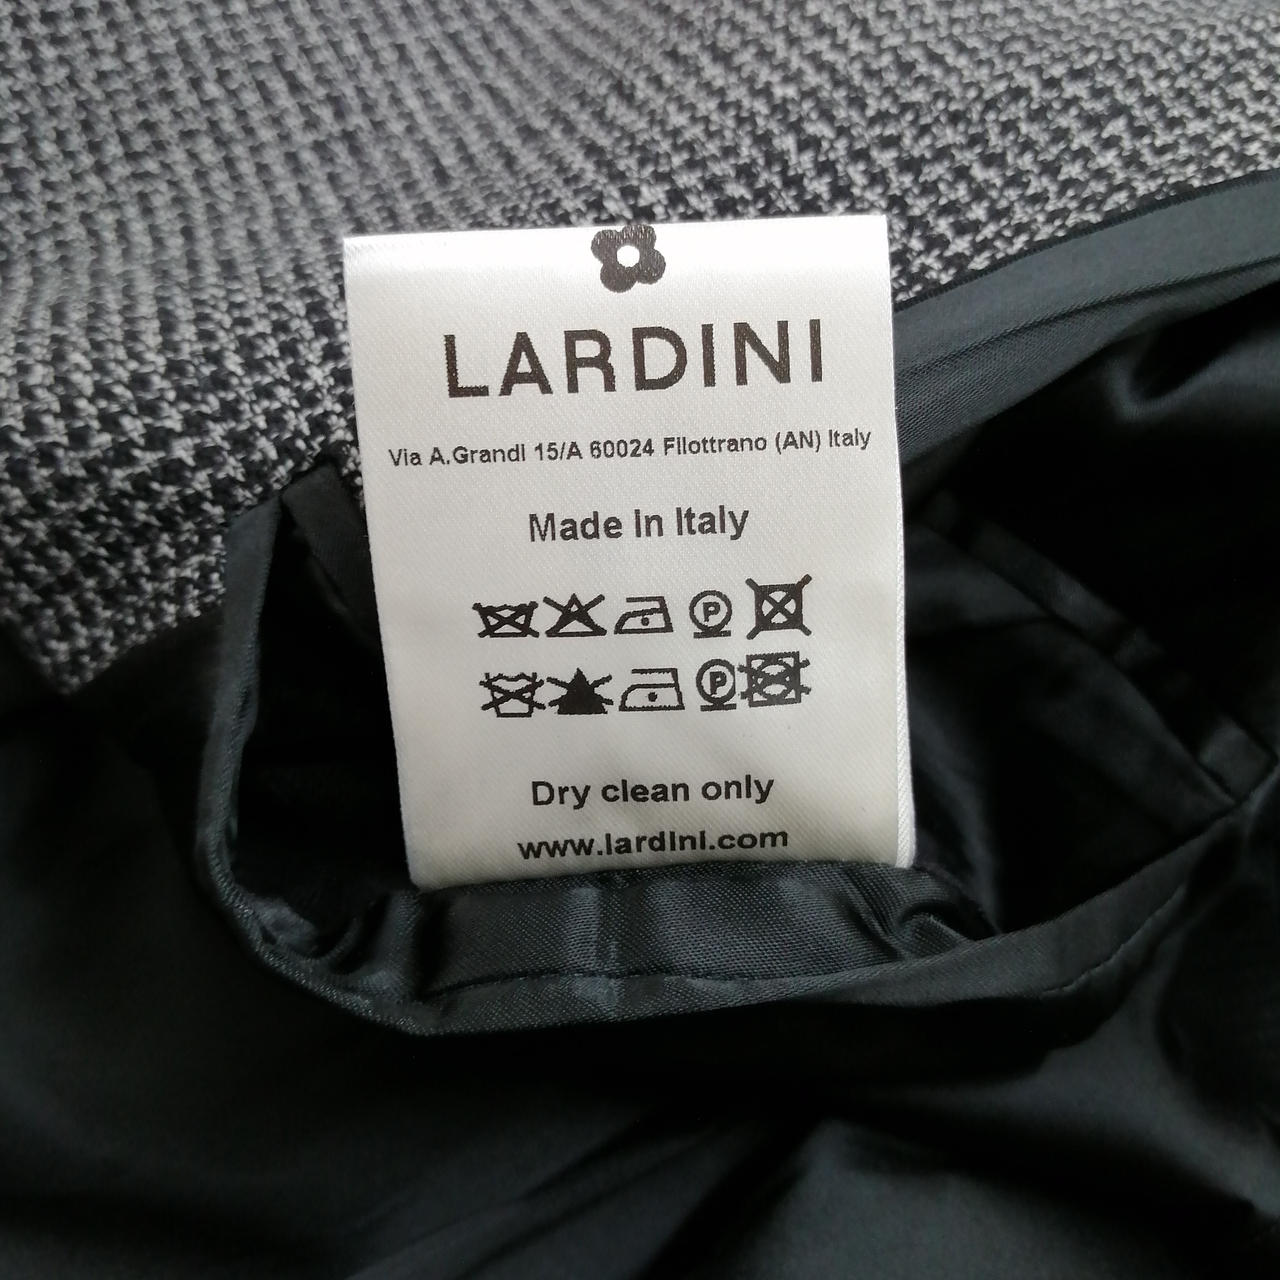 LARDINI
Via A.Grandi 15/A 60024 Filottrano (AN) Italy
Made in Italy
P
P
Dry clean only
www.lardini.com